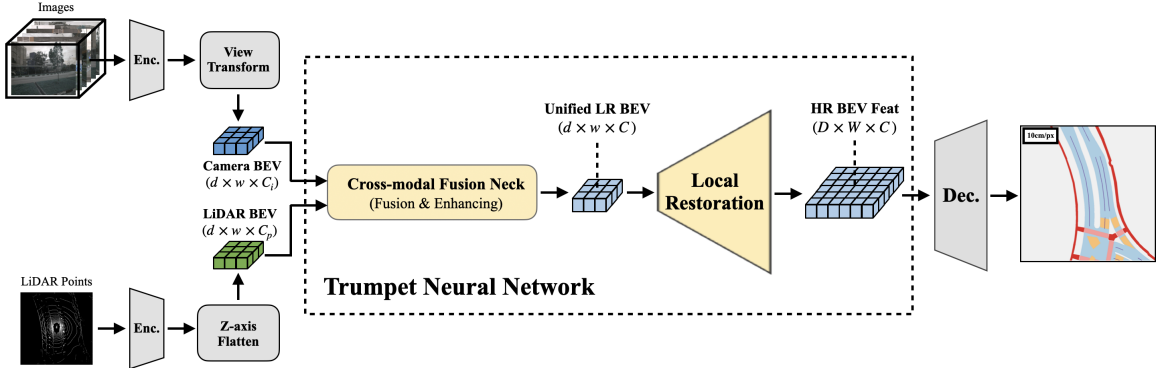 Images
Enc.
View
Transform
Camera BEV
(d × w × C_i)
LiDAR BEV
(d × w × C_p)
LiDAR Points
Enc.
Z-axis
Flatten
Cross-modal Fusion Neck
(Fusion & Enhancing)
Unified LR BEV
(d × w × C)
Local
Restoration
HR BEV Feat
(D × W × C)
Trumpet Neural Network
Dec.
10cm/px